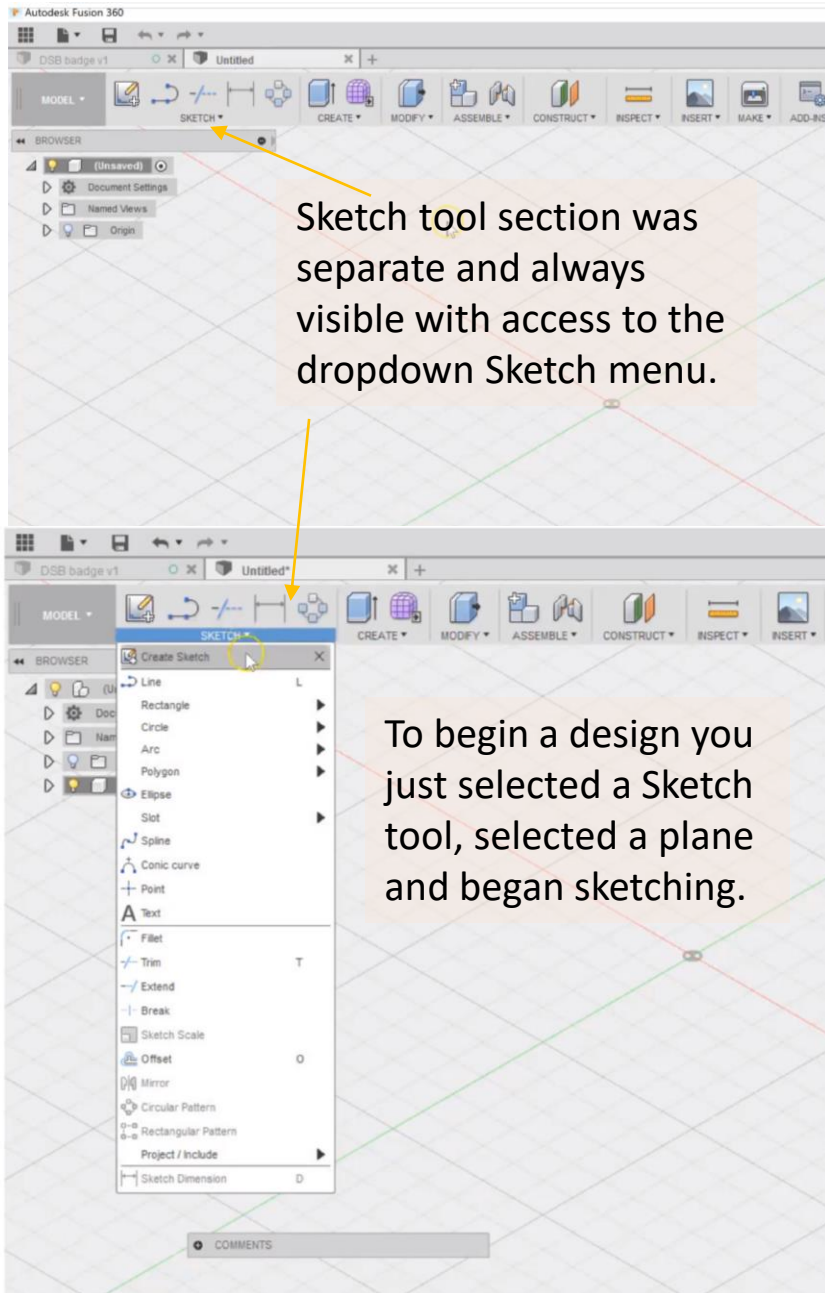 Autodesk Fusion 360
DSB badge v1
Untitled
MODEL
SKETCH
CREATE
MODIFY
ASSEMBLE
CONSTRUCT
INSPECT
INSERT
MAKE
ADD-INS
BROWSER
(Unsaved)
Document Settings
Named Views
Origin
Sketch tool section was
separate and always
visible with access to the
dropdown Sketch menu.
DSB badge v1
Untitled*
MODEL
SKETCH
CREATE
MODIFY
ASSEMBLE
CONSTRUCT
INSPECT
INSERT
BROWSER
Create Sketch
Line L
Rectangle
Circle
Arc
Polygon
Ellipse
Slot
Spline
Conic curve
Point
A Text
Fillet
Trim T
Extend
Break
Sketch Scale
Offset O
Mirror
Circular Pattern
Rectangular Pattern
Project / Include
Sketch Dimension D
To begin a design you
just selected a Sketch
tool, selected a plane
and began sketching.
COMMENTS